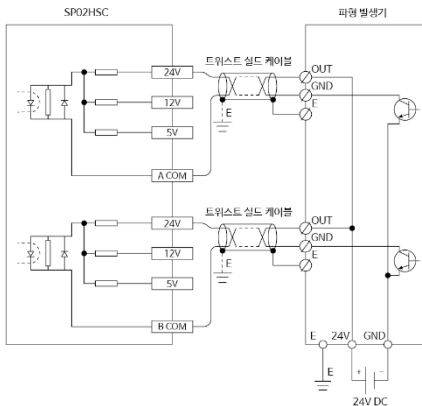 SP02HSC
파형 발생기
트위스트 실드 케이블
24V
12V
5V
A COM
E
OUT
GND
E
트위스트 실드 케이블
24V
12V
5V
B COM
E
OUT
GND
E
E 24V GND
E
+ −
24V DC